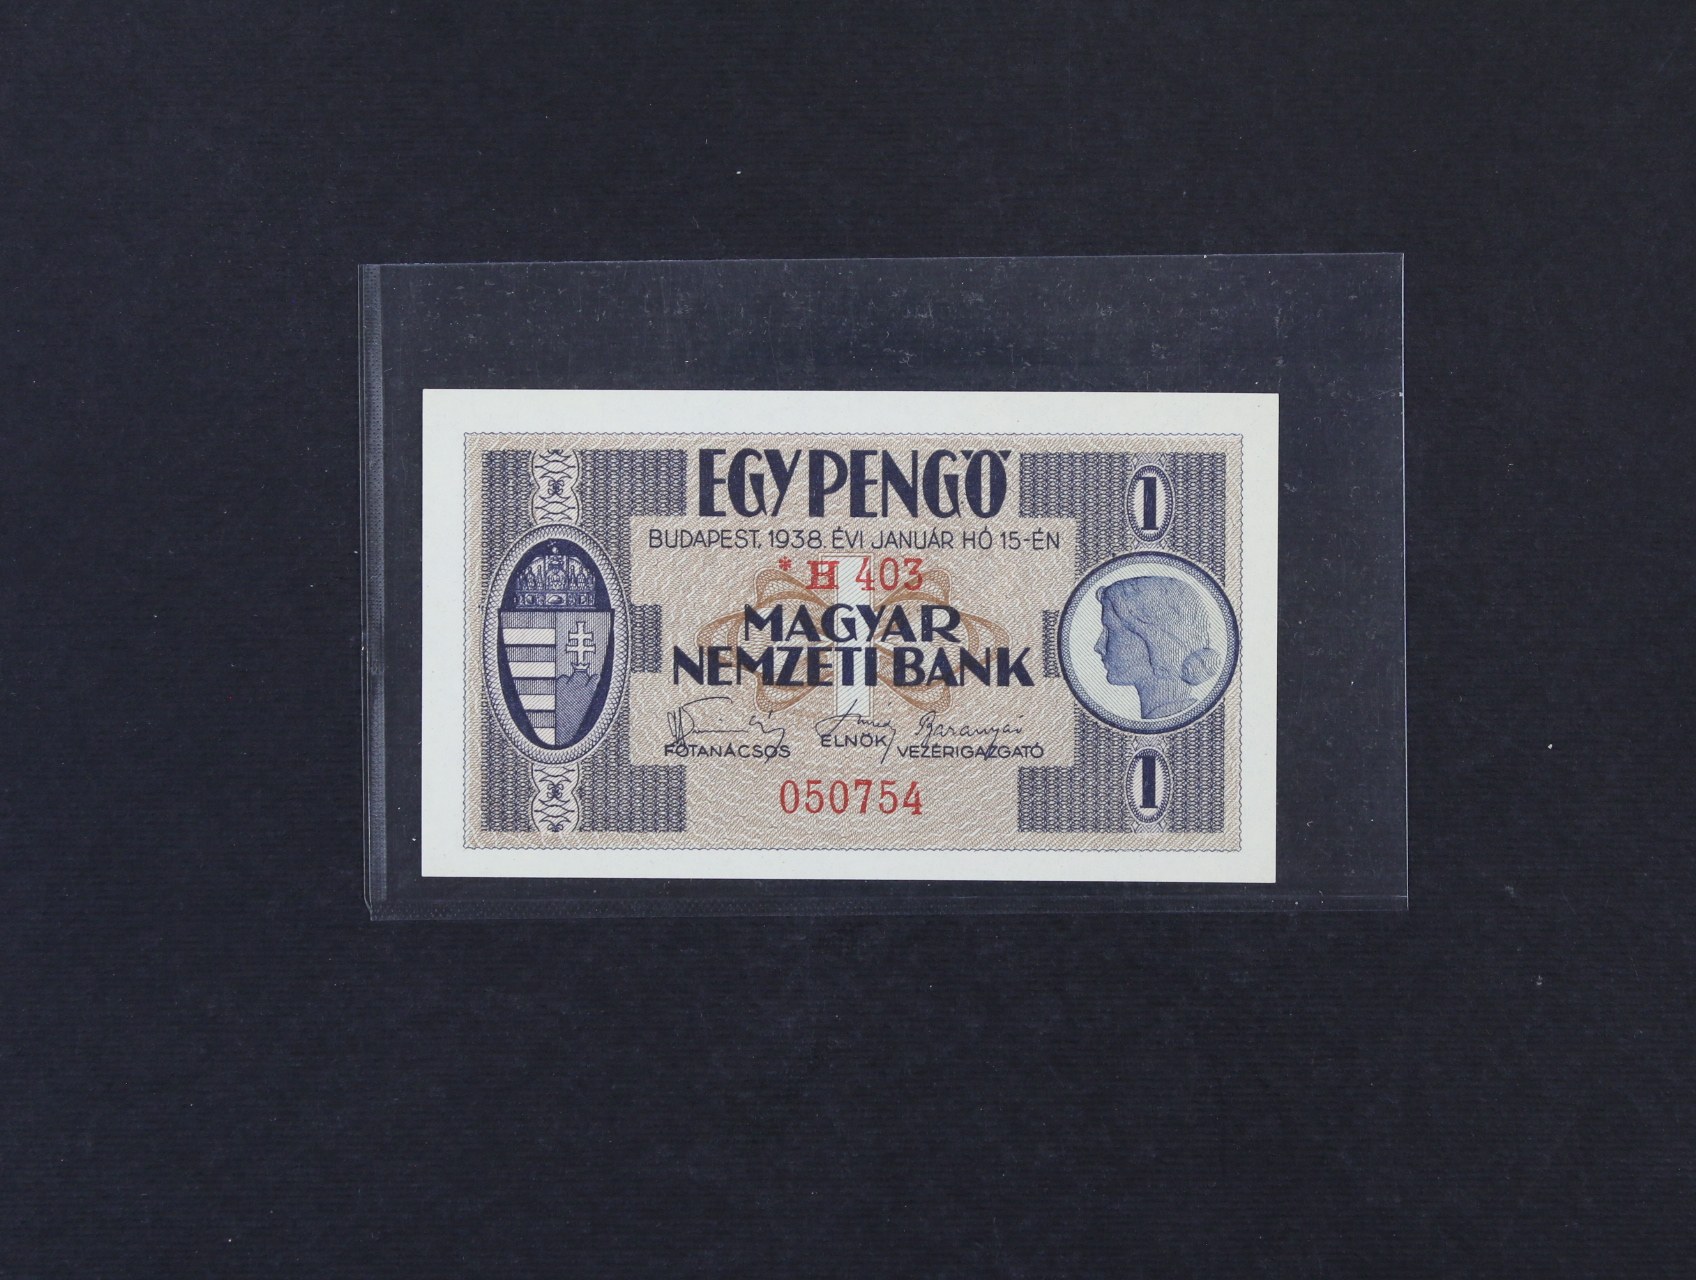 EGY PENGŐ
BUDAPEST, 1938. ÉVI JANUÁR HÓ 15-ÉN
* H 403
MAGYAR
NEMZETI BANK
Baranyai
FŐTANÁCSOS ELNÖK VEZÉRIGAZGATÓ
050754
1
1